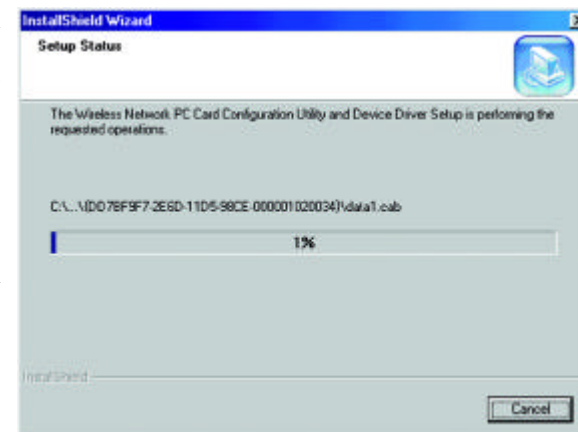 InstallShield Wizard
Setup Status
The Wireless Network PC Card Configuration Utility and Device Driver Setup is performing the
requested operations.
C:\...\{DD7BF9F7-2E6D-11D5-98CE-000001020034}\data1.cab
1%
InstallShield
Cancel